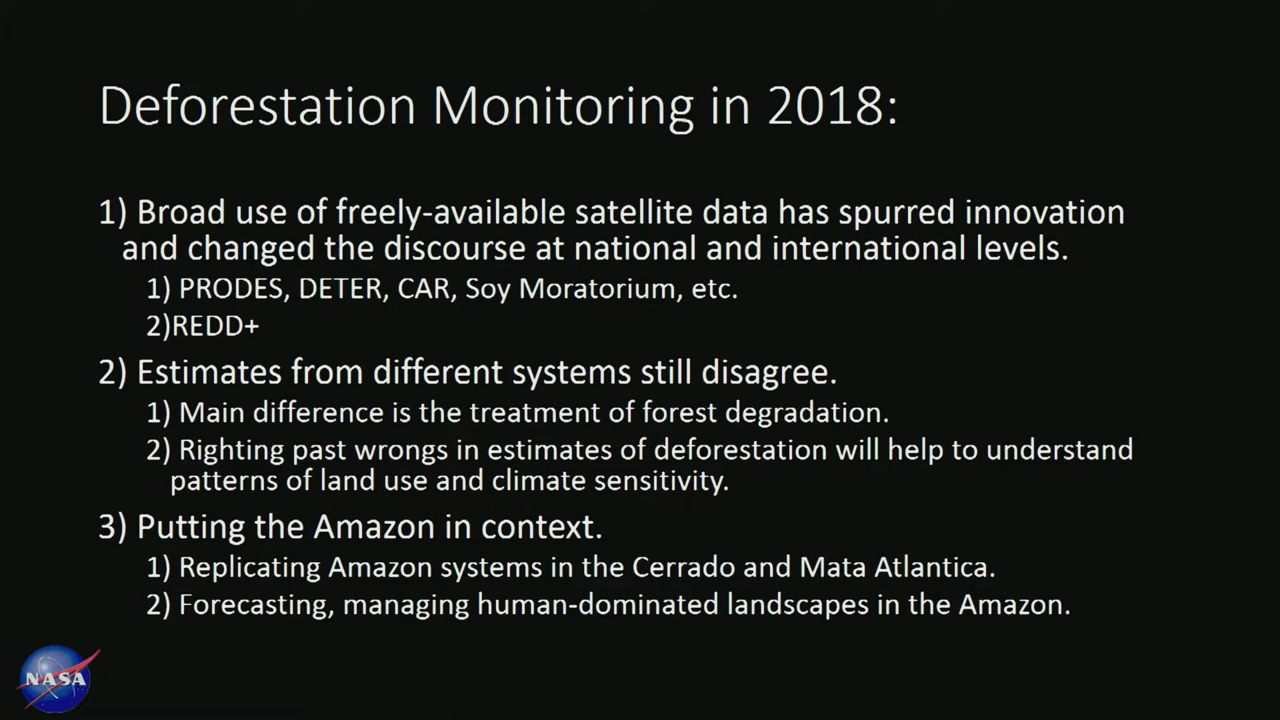 Deforestation Monitoring in 2018:
1) Broad use of freely-available satellite data has spurred innovation
and changed the discourse at national and international levels.
1) PRODES, DETER, CAR, Soy Moratorium, etc.
2)REDD+
2) Estimates from different systems still disagree.
1) Main difference is the treatment of forest degradation.
2) Righting past wrongs in estimates of deforestation will help to understand
patterns of land use and climate sensitivity.
3) Putting the Amazon in context.
1) Replicating Amazon systems in the Cerrado and Mata Atlantica.
2) Forecasting, managing human-dominated landscapes in the Amazon.
NASA